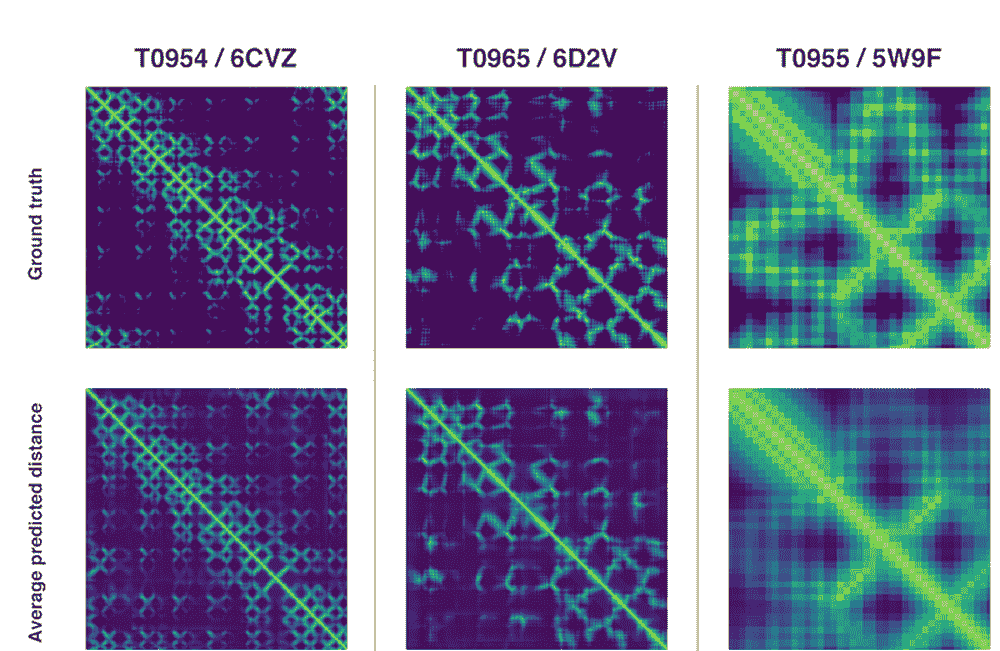 T0954 / 6CVZ
T0965 / 6D2V
T0955 / 5W9F
Ground truth
Average predicted distance